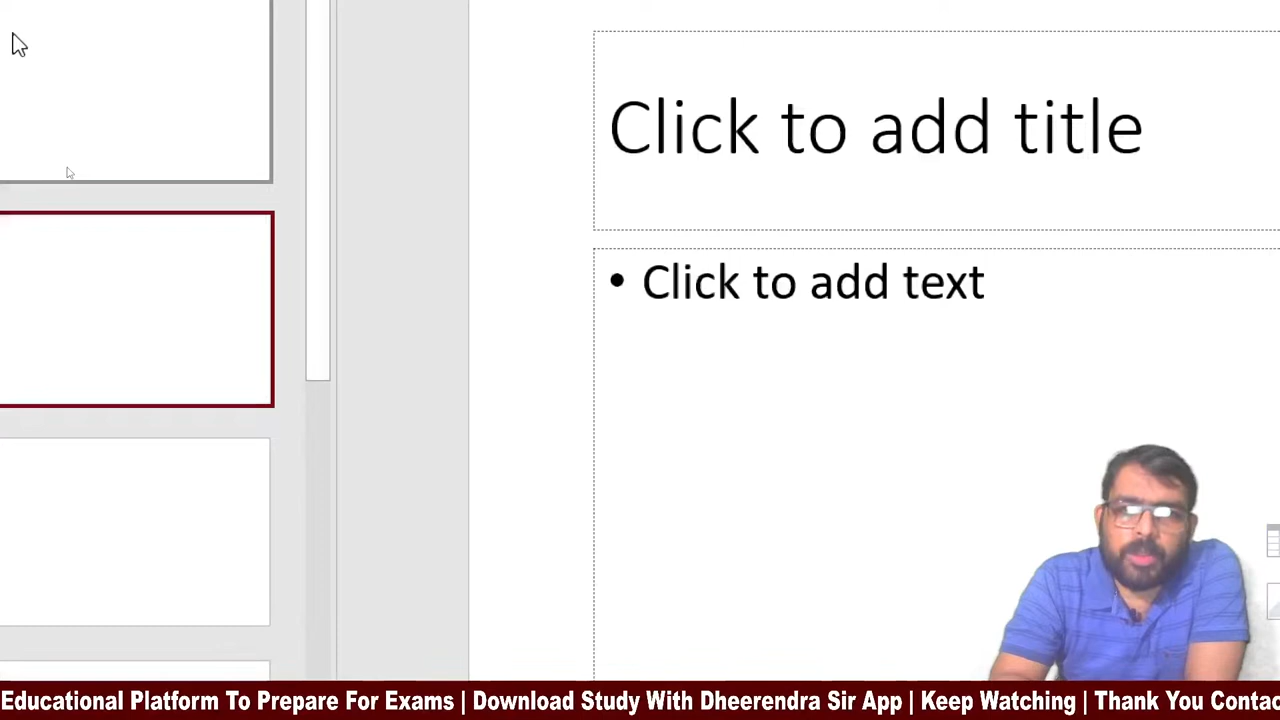 Click to add title
• Click to add text
Educational Platform To Prepare For Exams | Download Study With Dheerendra Sir App | Keep Watching | Thank You Contac